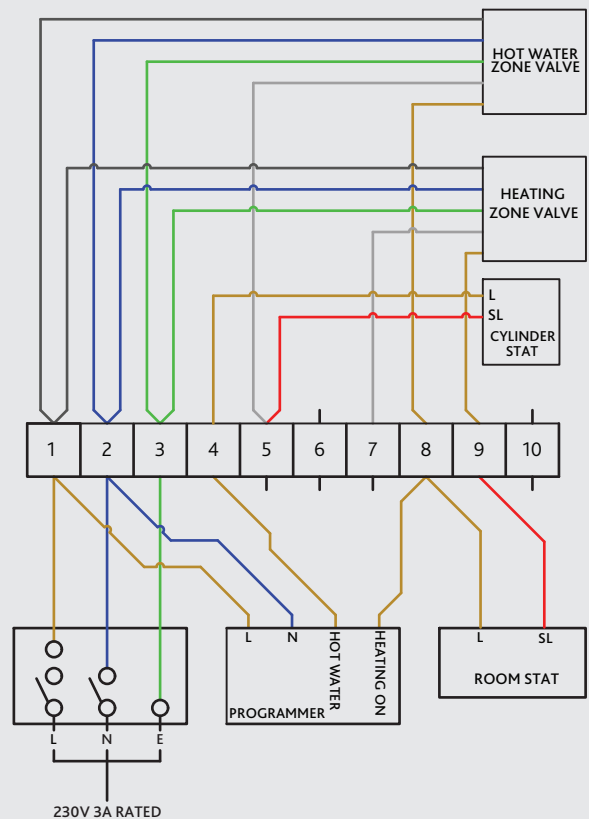 HOT WATER
ZONE VALVE
HEATING
ZONE VALVE
L
SL
CYLINDER
STAT
1 2 3 4 5 6 7 8 9 10
L N HOT WATER HEATING ON
PROGRAMMER
L SL
ROOM STAT
L N E
230V 3A RATED